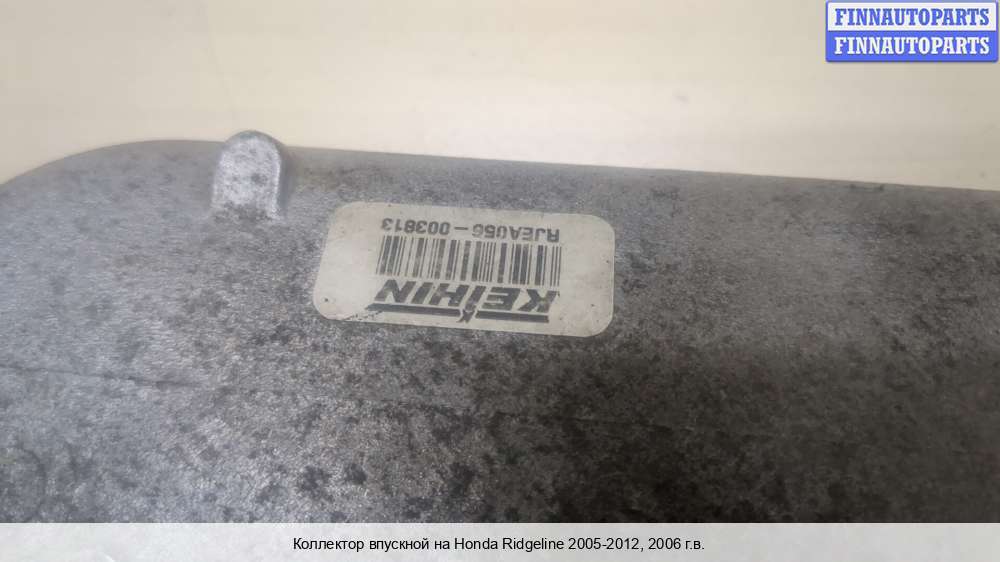 FINNAUTOPARTS
FINNAUTOPARTS
KEIHIN
RJEA056-003813
Коллектор впускной на Honda Ridgeline 2005-2012, 2006 г.в.